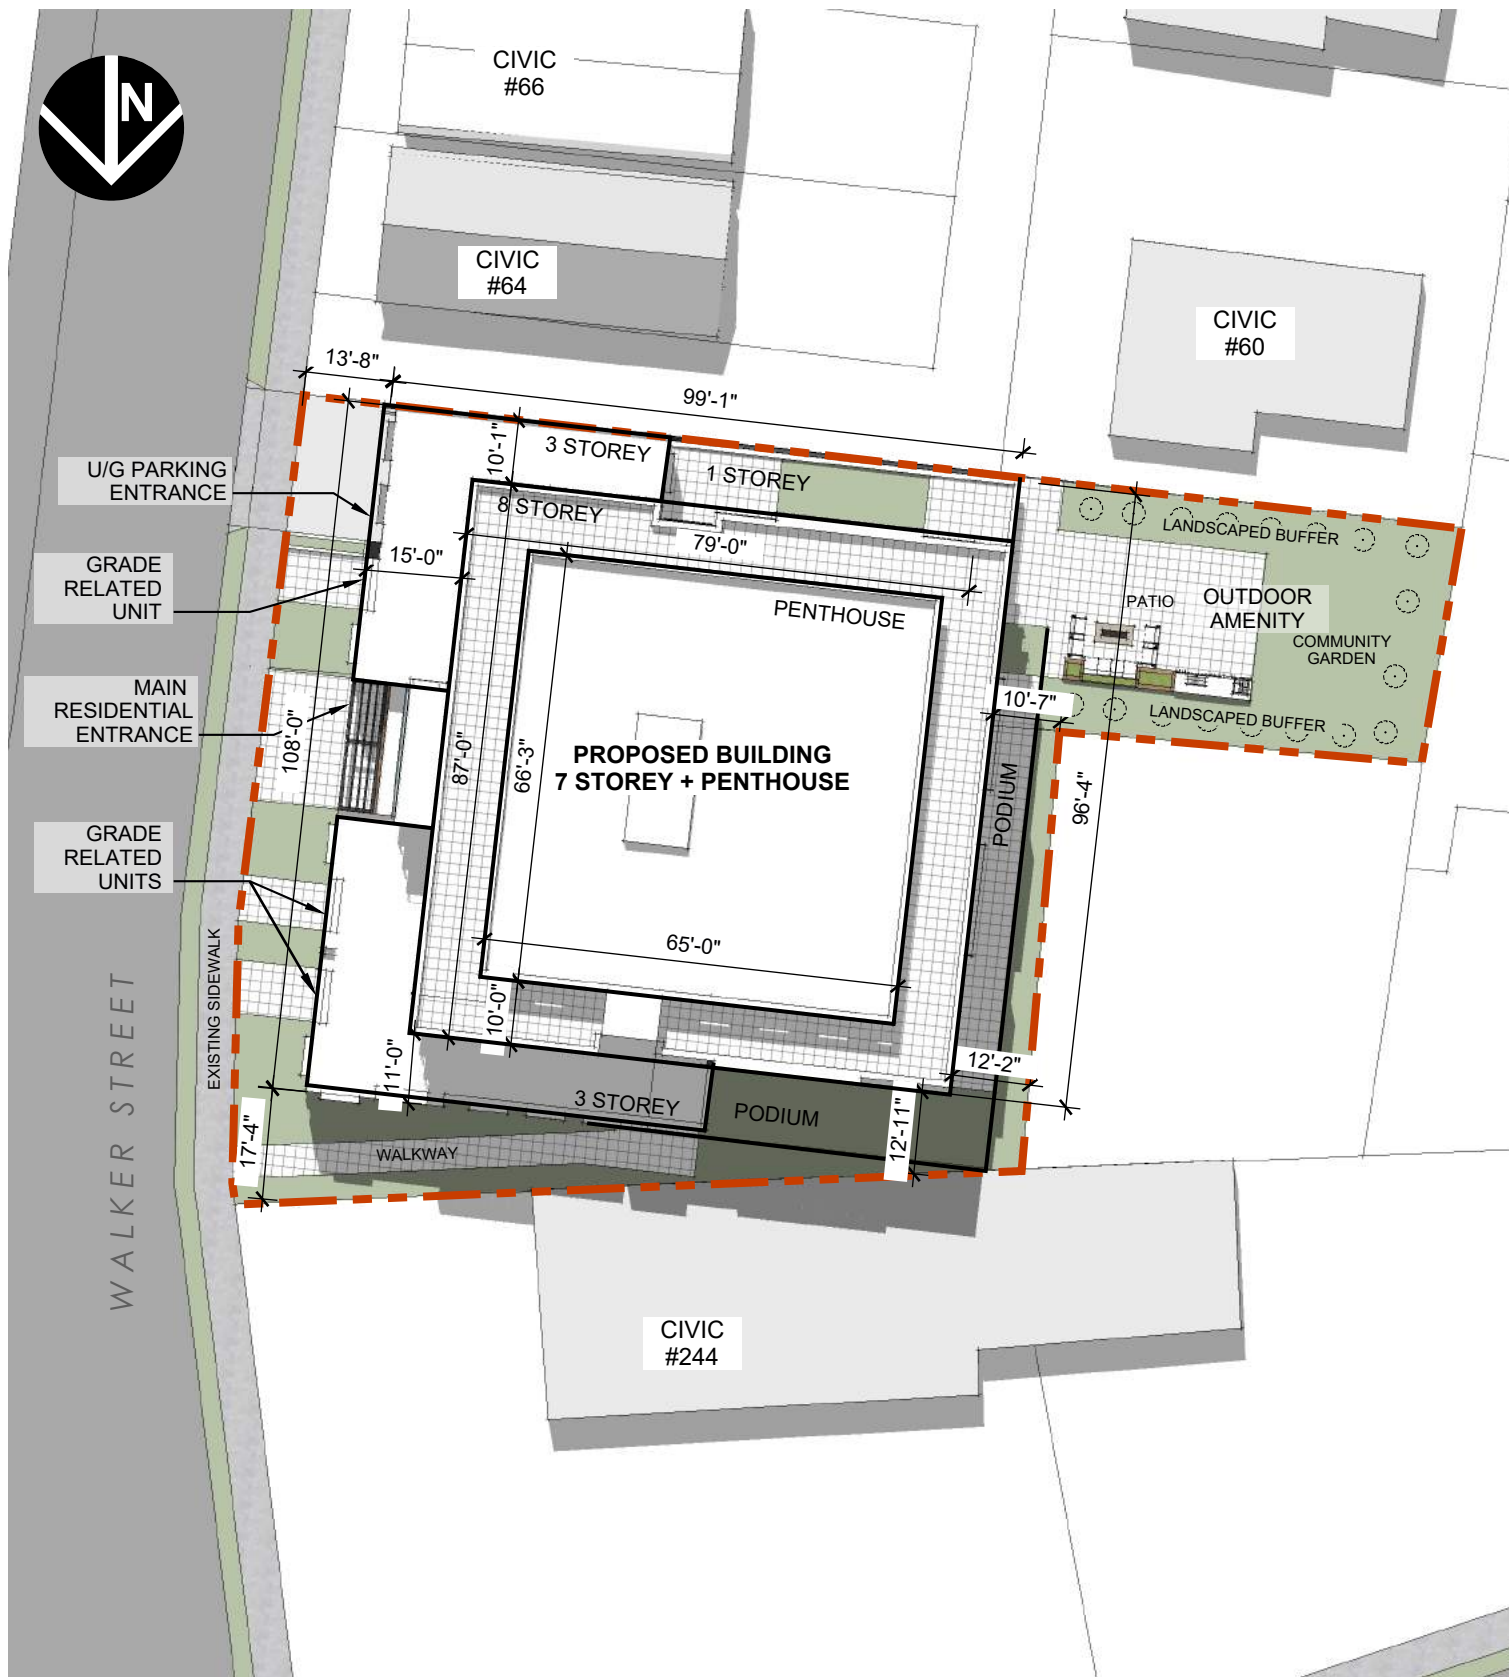 CIVIC
#66
N
CIVIC
#64
CIVIC
#60
13'-8"
99'-1"
10'-1"
3 STOREY
1 STOREY
U/G PARKING
ENTRANCE
8 STOREY
LANDSCAPED BUFFER
79'-0"
15'-0"
GRADE
RELATED
UNIT
PENTHOUSE
PATIO
OUTDOOR
AMENITY
COMMUNITY
GARDEN
MAIN
RESIDENTIAL
ENTRANCE
10'-7"
LANDSCAPED BUFFER
108'-0"
87'-0"
66'-3"
PROPOSED BUILDING
7 STOREY + PENTHOUSE
PODIUM
96'-4"
GRADE
RELATED
UNITS
65'-0"
EXISTING SIDEWALK
WALKER STREET
10'-0"
11'-0"
12'-2"
3 STOREY
PODIUM
12'-11"
17'-4"
WALKWAY
CIVIC
#244